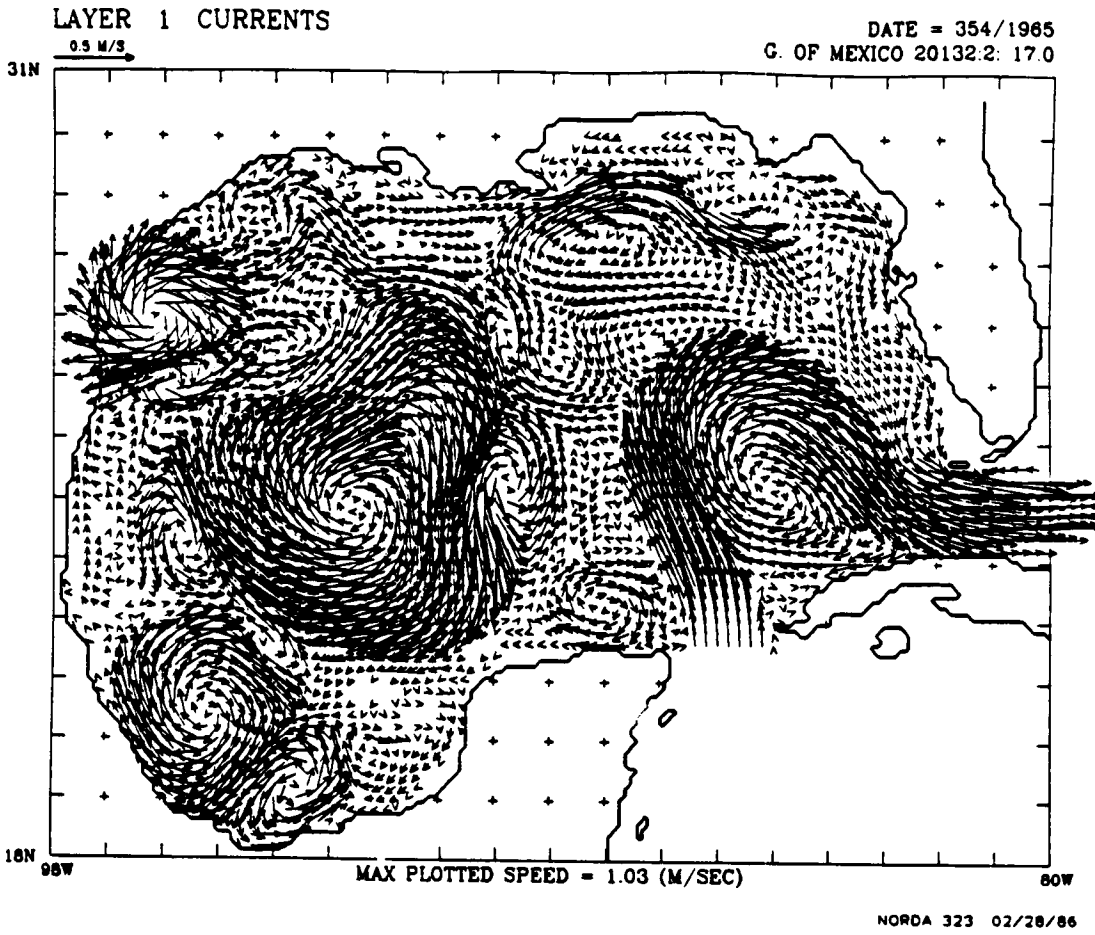 LAYER 1 CURRENTS
0.5 M/S
DATE = 354/1965
G. OF MEXICO 20132:2: 17.0
31N
18N
98W
80W
MAX PLOTTED SPEED = 1.03 (M/SEC)
NORDA 323 02/28/86